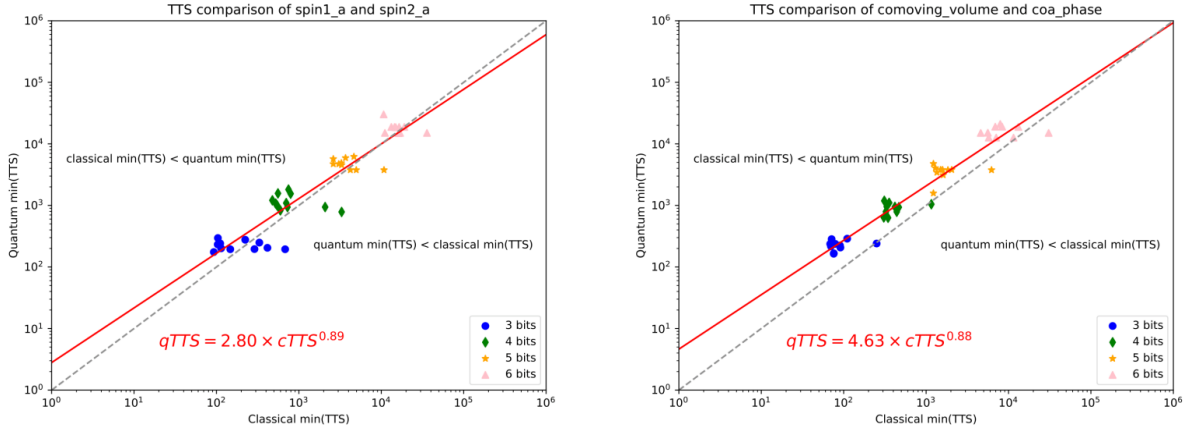 TTS comparison of spin1_a and spin2_a
10^6
10^5
10^4
10^3
10^2
10^1
10^0
Quantum min(TTS)
classical min(TTS) < quantum min(TTS)
quantum min(TTS) < classical min(TTS)
qTTS = 2.80 × cTTS^0.89
3 bits
4 bits
5 bits
6 bits
10^0 10^1 10^2 10^3 10^4 10^5 10^6
Classical min(TTS)
TTS comparison of comoving_volume and coa_phase
10^6
10^5
10^4
10^3
10^2
10^1
10^0
Quantum min(TTS)
classical min(TTS) < quantum min(TTS)
quantum min(TTS) < classical min(TTS)
qTTS = 4.63 × cTTS^0.88
3 bits
4 bits
5 bits
6 bits
10^0 10^1 10^2 10^3 10^4 10^5 10^6
Classical min(TTS)